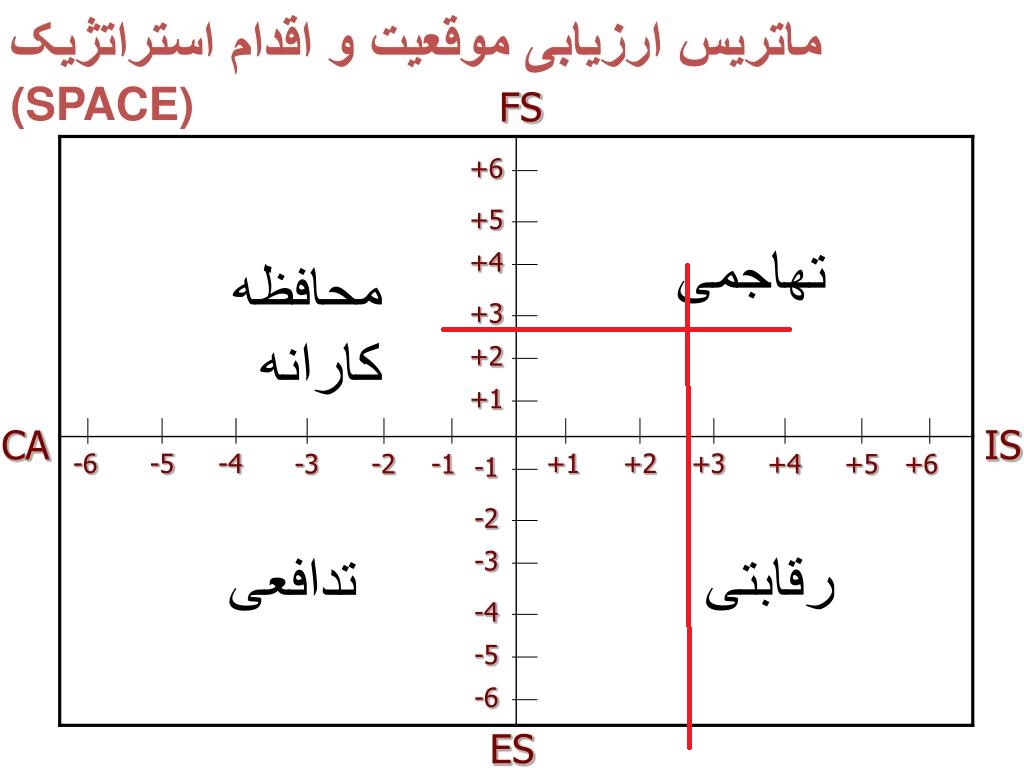 ماتریس ارزیابی موقعیت و اقدام استراتژیک
(SPACE)
FS
+6
+5
+4
+3
+2
+1
تهاجمی
محافظه
کارانه
CA
-6 -5 -4 -3 -2 -1 +1 +2 +3 +4 +5 +6
IS
-1
-2
-3
-4
-5
-6
تدافعی
رقابتی
ES